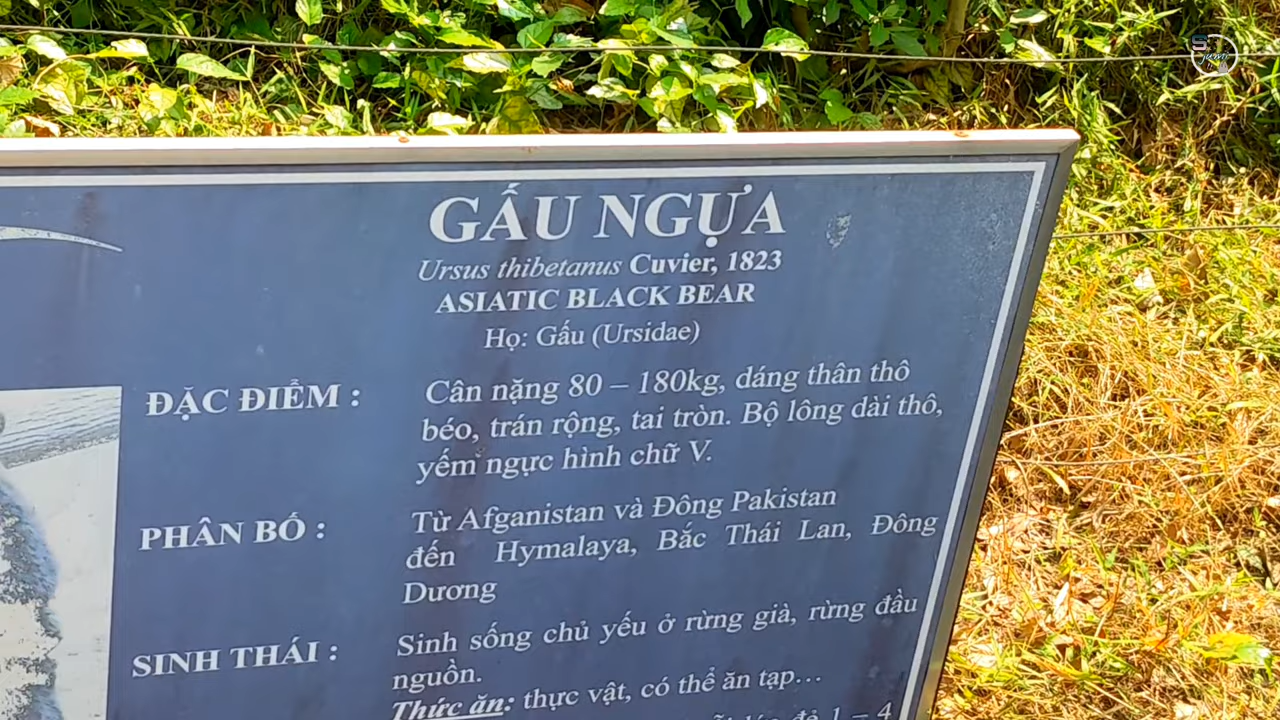 GẤU NGỰA
Ursus thibetanus Cuvier, 1823
ASIATIC BLACK BEAR
Họ: Gấu (Ursidae)
ĐẶC ĐIỂM : Cân nặng 80 – 180kg, dáng thân thô
béo, trán rộng, tai tròn. Bộ lông dài thô,
yếm ngực hình chữ V.
PHÂN BỐ : Từ Afganistan và Đông Pakistan
đến Hymalaya, Bắc Thái Lan, Đông
Dương
SINH THÁI : Sinh sống chủ yếu ở rừng già, rừng đầu
nguồn.
Thức ăn: thực vật, có thể ăn tạp...
đẻ 1 – 4